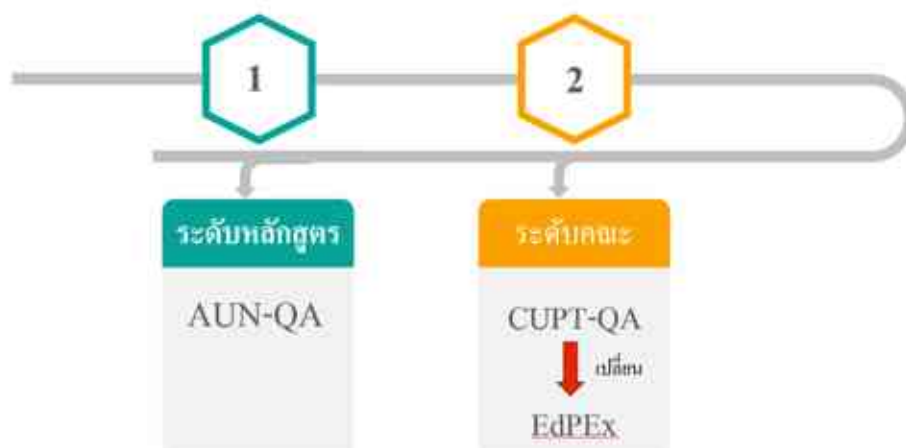 1
2
ระดับหลักสูตร
AUN-QA
ระดับคณะ
CUPT-QA
เปลี่ยน
EdPEx